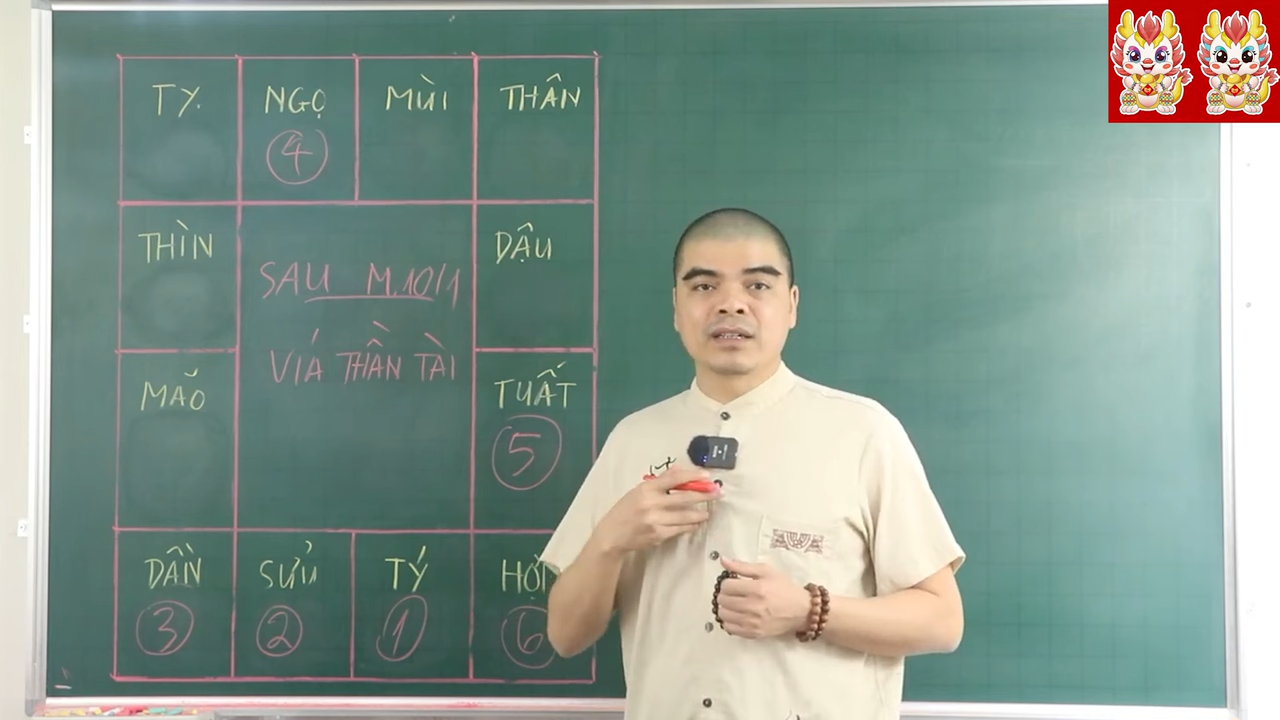 TỴ
NGỌ
4
MÙI
THÂN
THÌN
SAU M.10/1
VÍA THẦN TÀI
DẬU
MÃO
TUẤT
5
DẦN
3
SỬU
2
TÝ
1
HỢI
6